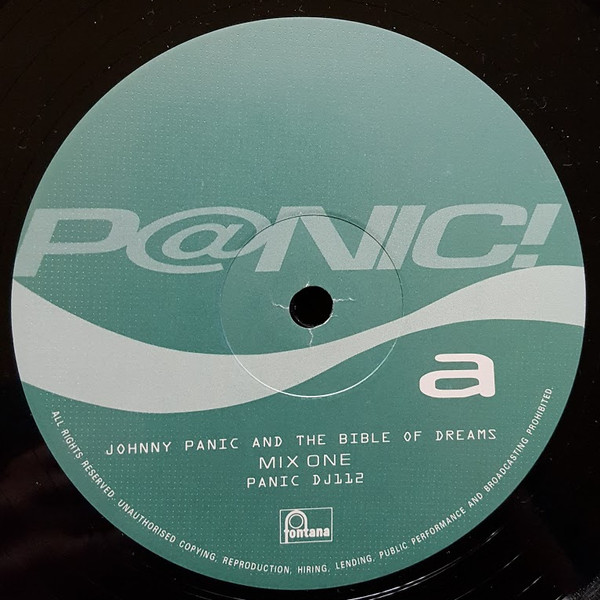 P@NIC!
a
JOHNNY PANIC AND THE BIBLE OF DREAMS
MIX ONE
PANIC DJ112
fontana
ALL RIGHTS RESERVED. UNAUTHORISED COPYING, REPRODUCTION, HIRING, LENDING, PUBLIC PERFORMANCE AND BROADCASTING PROHIBITED.